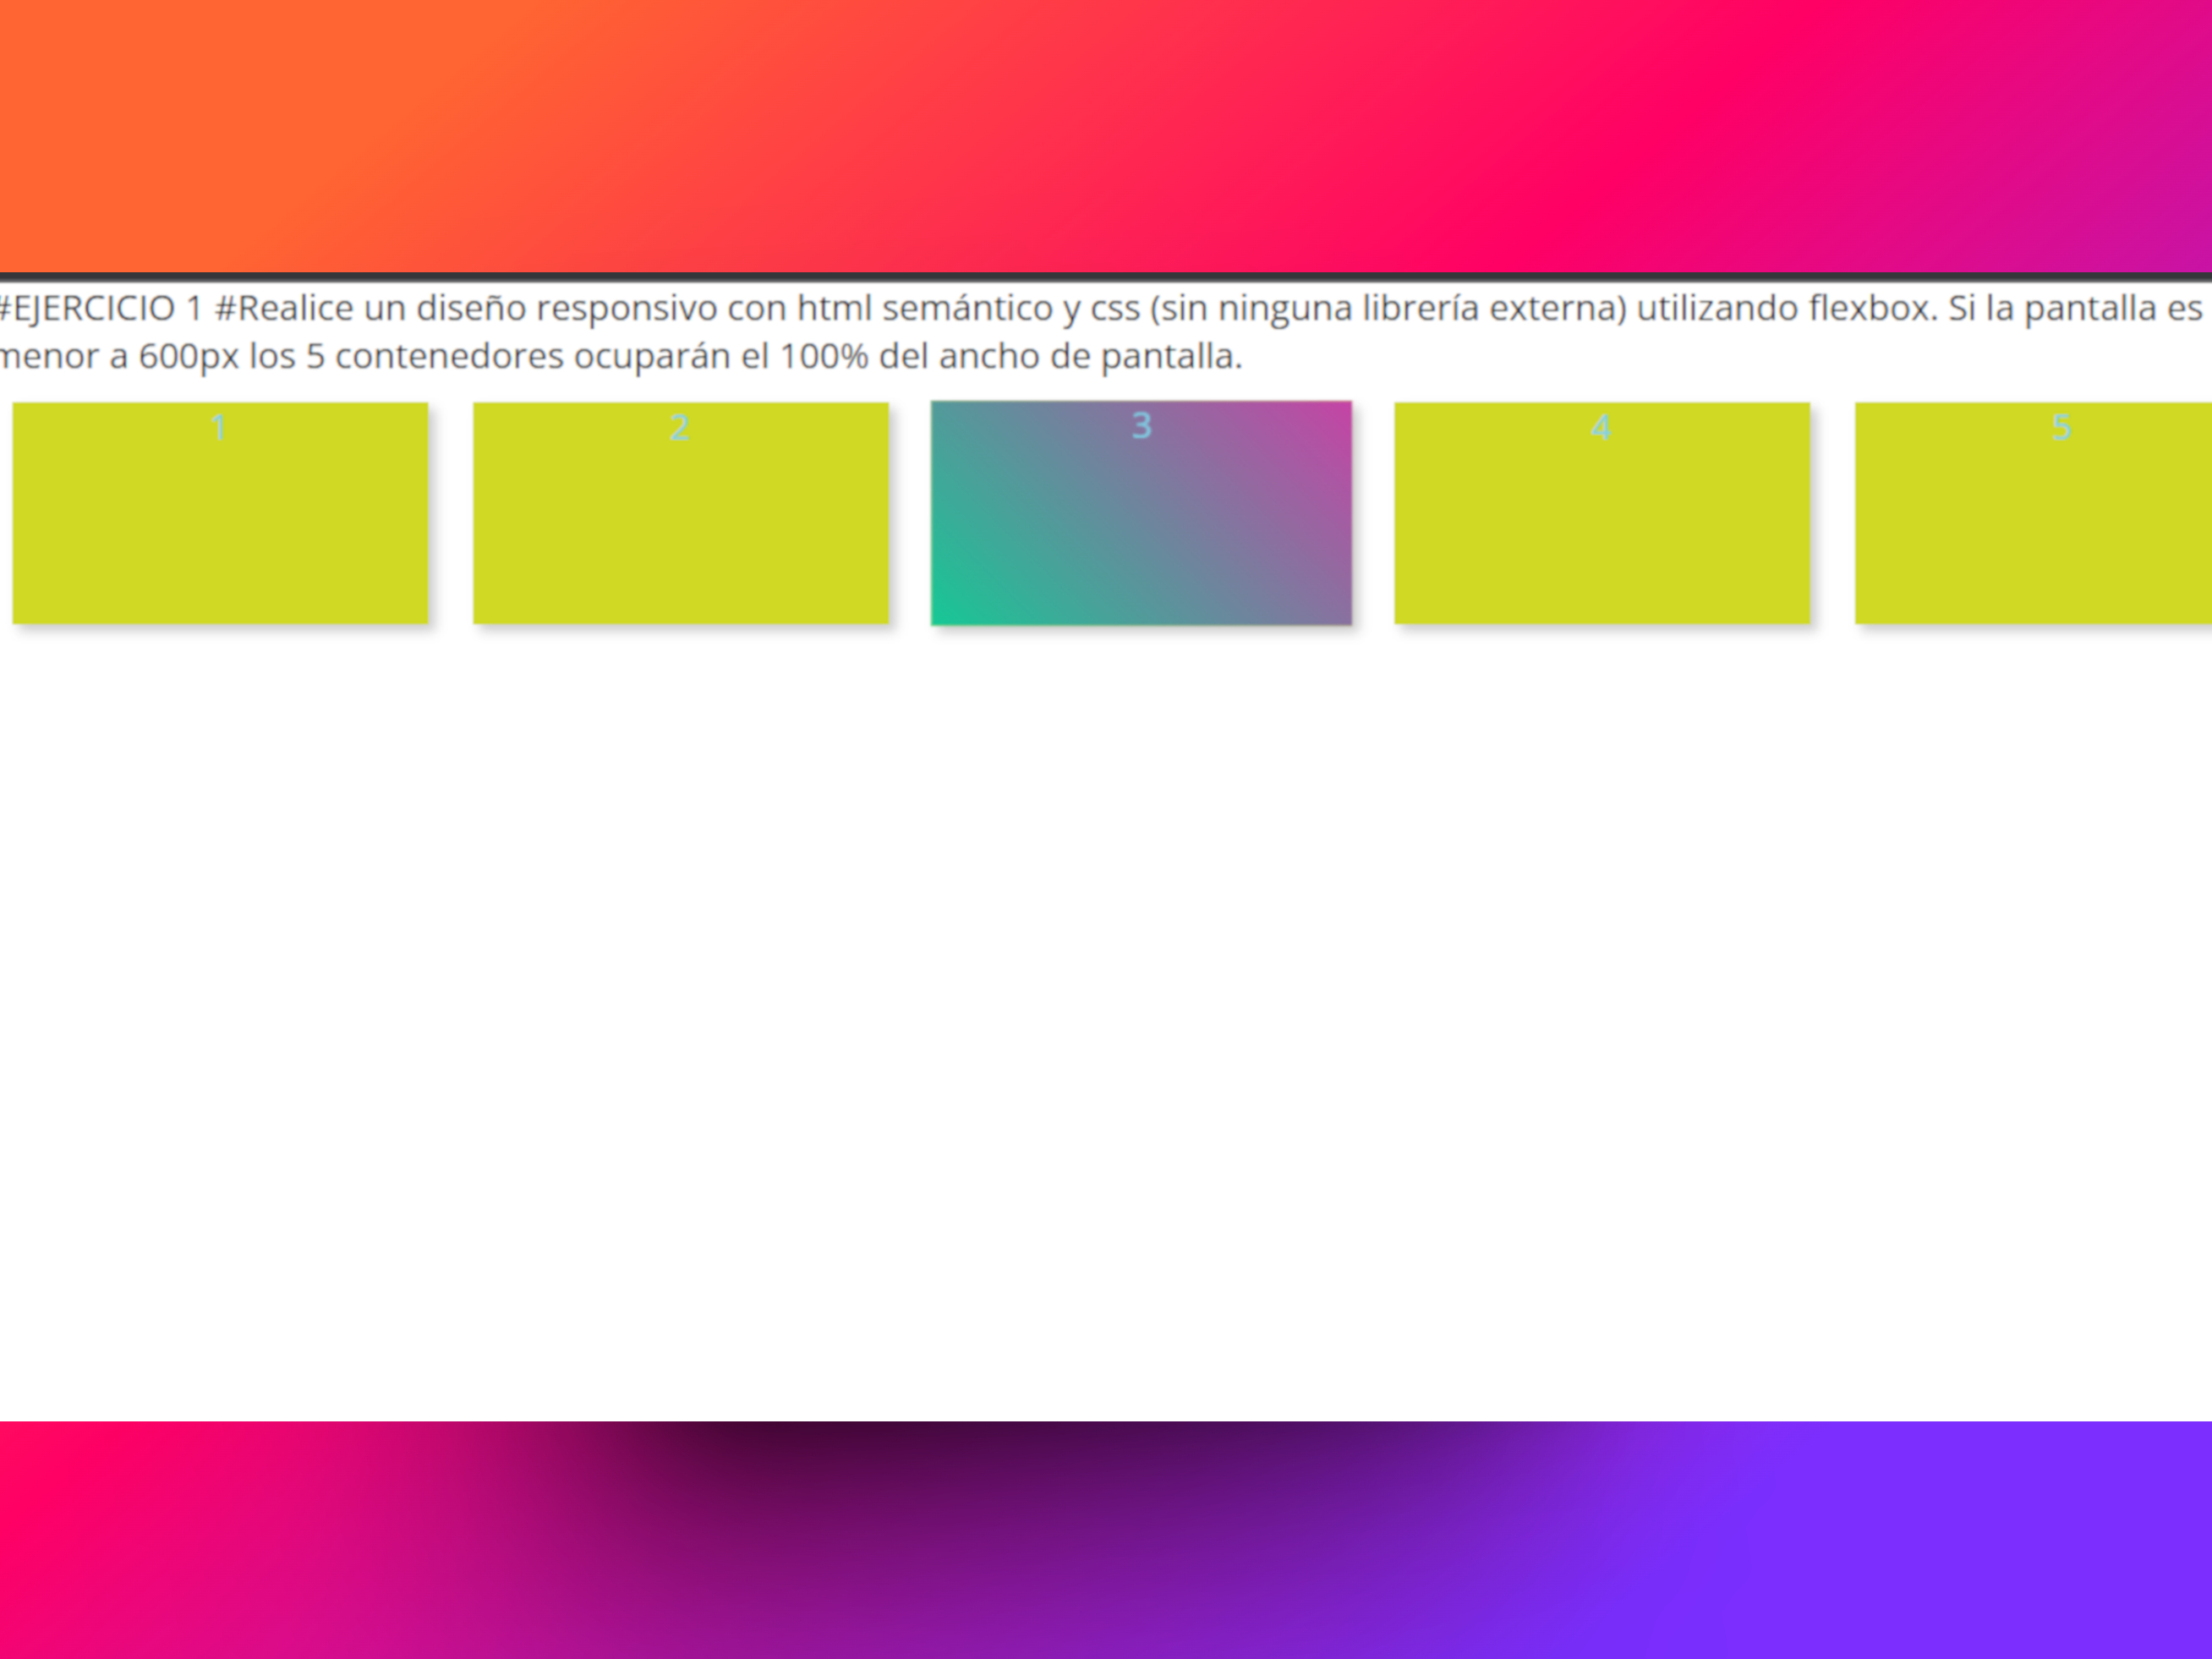 #EJERCICIO 1 #Realice un diseño responsivo con html semántico y css (sin ninguna librería externa) utilizando flexbox. Si la pantalla es
menor a 600px los 5 contenedores ocuparán el 100% del ancho de pantalla.
1 2 3 4 5